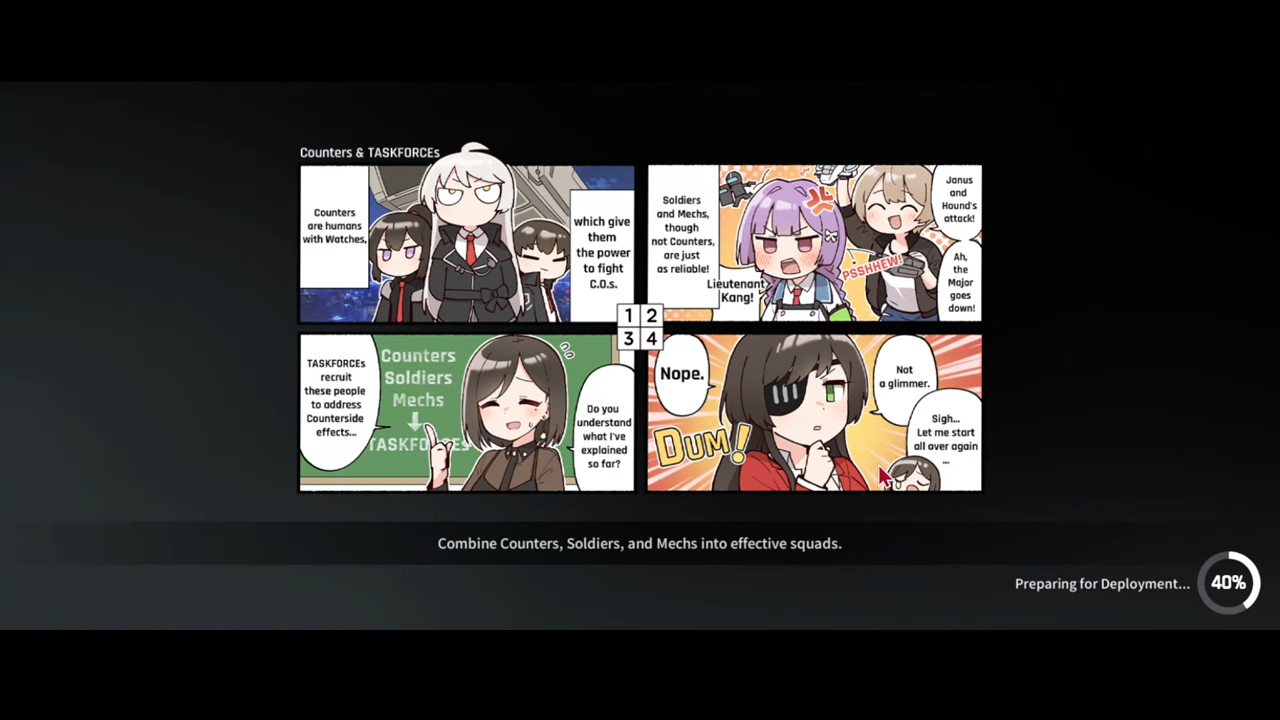 Counters & TASKFORCEs
Counters
are humans
with Watches,
which give
them
the power
to fight
C.O.s.
Soldiers
and Mechs,
though
not Counters,
are just
as reliable!
Lieutenant
Kang!
PSSHHEW!
Janus
and
Hound's
attack!
Ah,
the
Major
goes
down!
1 2
3 4
TASKFORCEs
recruit
these people
to address
Counterside
effects...
Counters
Soldiers
Mechs
TASKFORCEs
Do you
understand
what I've
explained
so far?
Nope.
DUM!
Not
a glimmer.
Sigh...
Let me start
all over again
...
Combine Counters, Soldiers, and Mechs into effective squads.
Preparing for Deployment...
40%